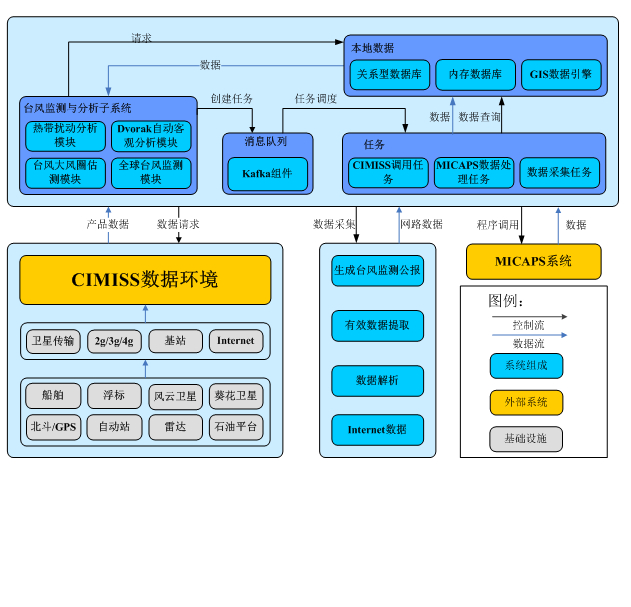 请求
本地数据
数据
关系型数据库
内存数据库
GIS数据引擎
台风监测与分析子系统
创建任务
任务调度
数据
数据查询
热带扰动分析
模块
Dvorak自动客
观分析模块
台风大风圈估
测模块
全球台风监测
模块
消息队列
Kafka组件
任务
CIMISS调用任
务
MICAPS数据处
理任务
数据采集任务
产品数据
数据请求
数据采集
网路数据
程序调用
数据
CIMISS数据环境
卫星传输
2g/3g/4g
基站
Internet
船舶
浮标
风云卫星
葵花卫星
北斗/GPS
自动站
雷达
石油平台
生成台风监测公报
有效数据提取
数据解析
Internet数据
MICAPS系统
图例：
控制流
数据流
系统组成
外部系统
基础设施